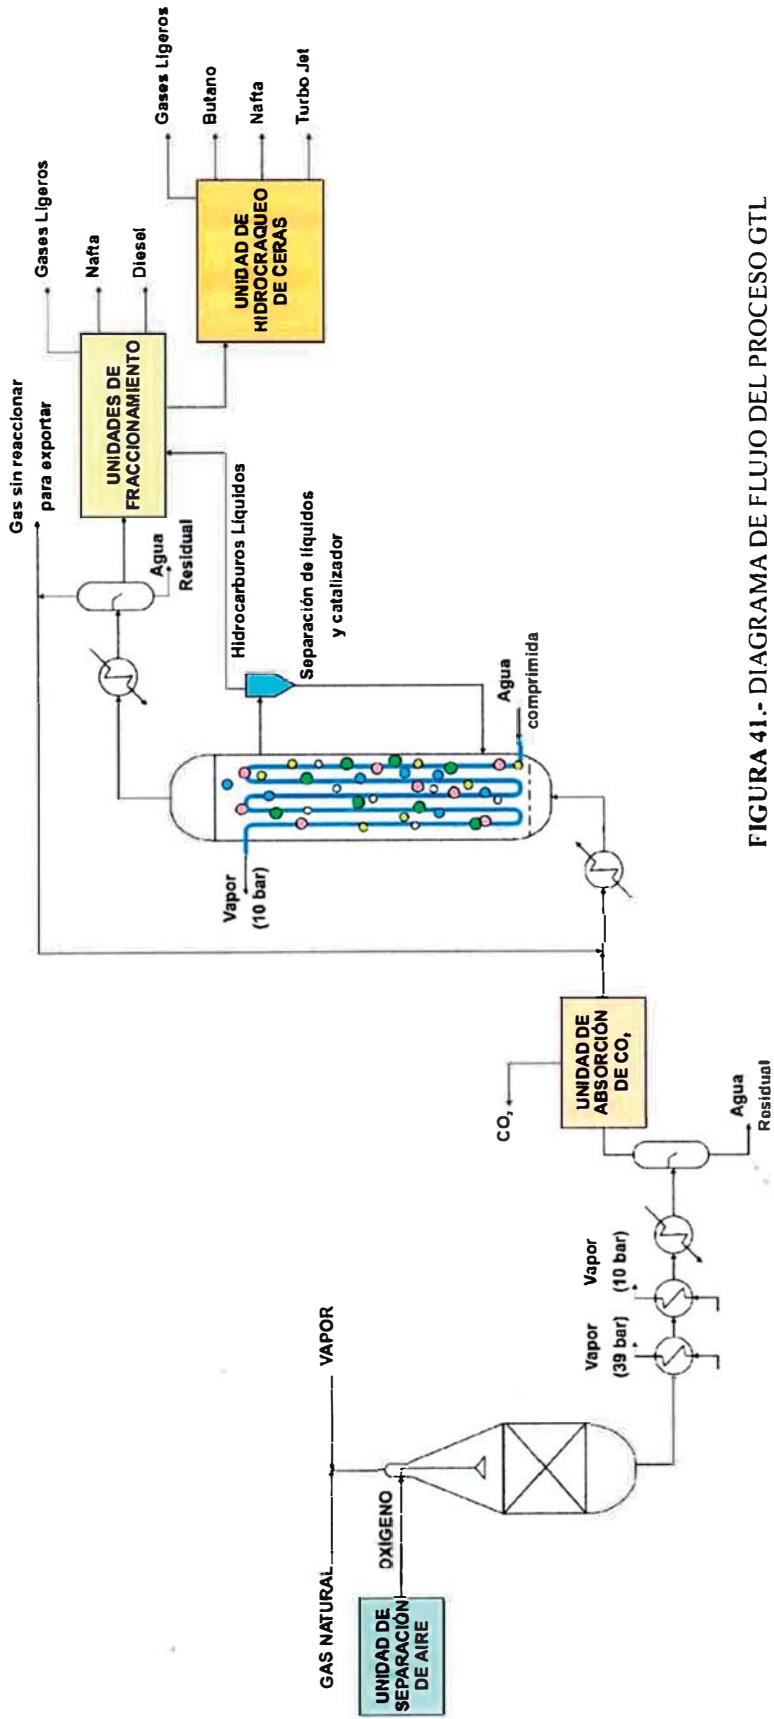 GAS NATURAL
VAPOR
OXÍGENO
UNIDAD DE
SEPARACIÓN
DE AIRE
Vapor
(39 bar)
Vapor
(10 bar)
Agua
Residual
CO₂
UNIDAD DE
ABSORCIÓN
DE CO₂
Vapor
(10 bar)
Agua
comprimida
Separación de líquidos
y catalizador
Hidrocarburos Líquidos
Agua
Residual
Gas sin reaccionar
para exportar
UNIDADES DE
FRACCIONAMIENTO
Gases Ligeros
Nafta
Diesel
UNIDAD DE
HIDROCRAQUEO
DE CERAS
Gases Ligeros
Butano
Nafta
Turbo Jet
FIGURA 41.- DIAGRAMA DE FLUJO DEL PROCESO GTL